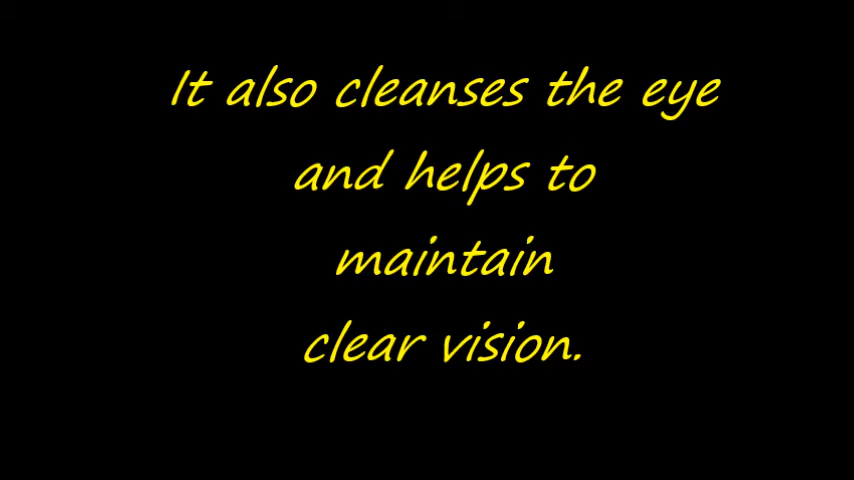 It also cleanses the eye
and helps to
maintain
clear vision.